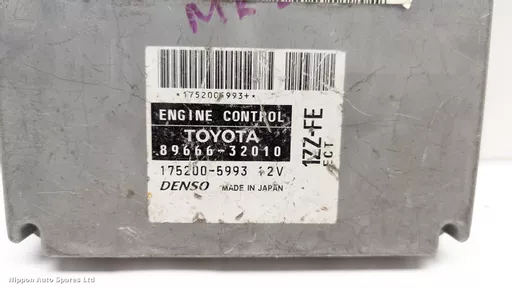 *1752005993+*
ENGINE CONTROL
TOYOTA
89666-32010
175200-5993 12V
DENSO MADE IN JAPAN
1ZZ-FE
ECT
Nippon Auto Spares Ltd